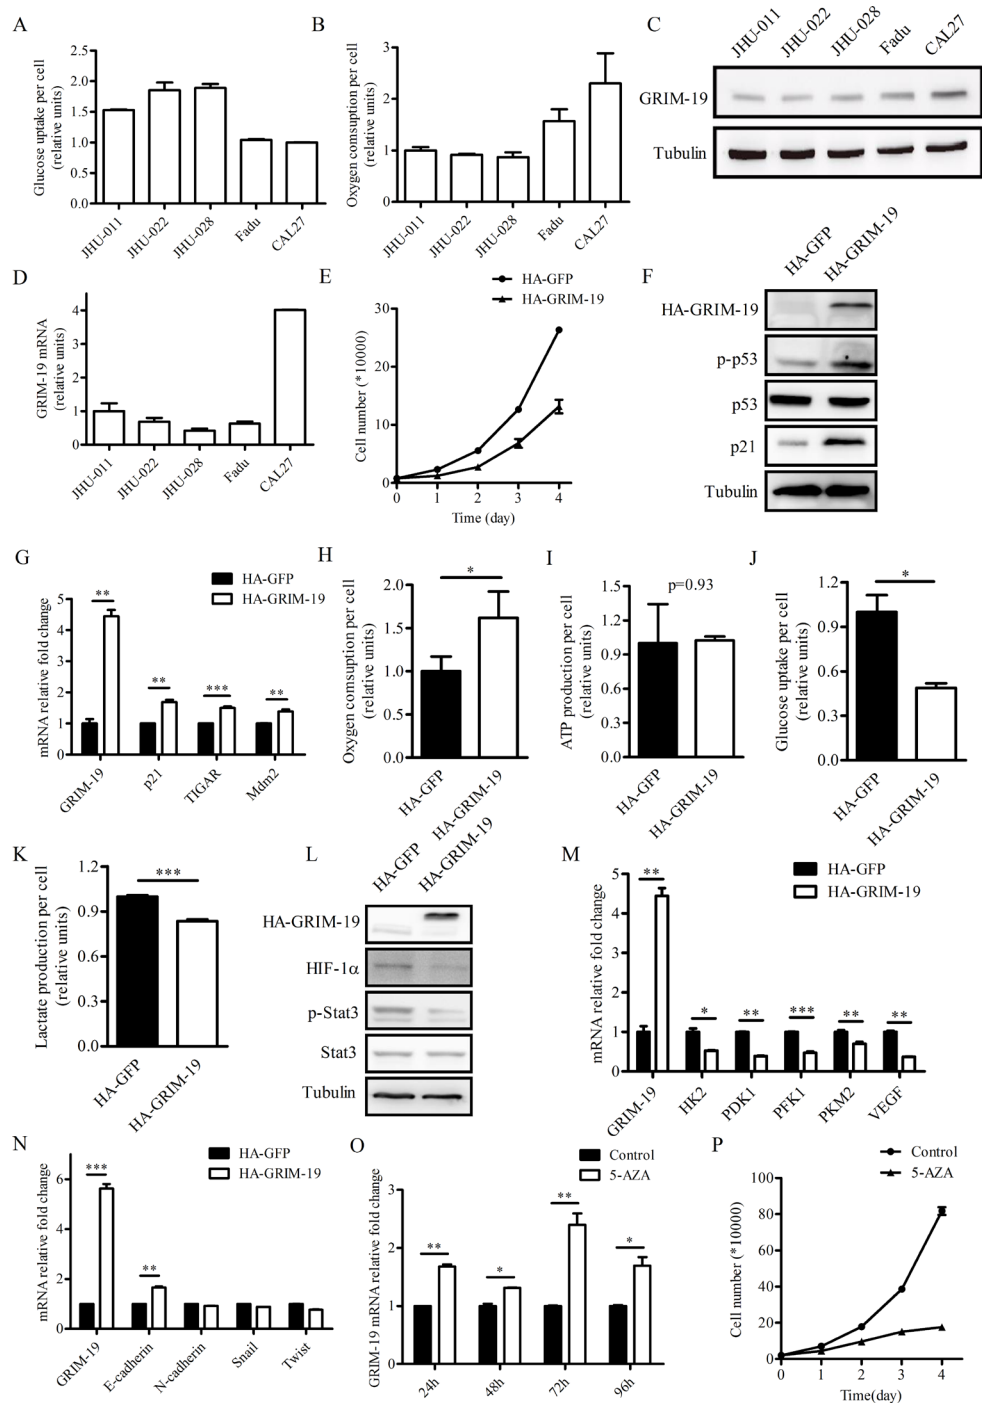 A
Glucose uptake per cell
(relative units)
2.5
2.0
1.5
1.0
0.5
0.0
JHU-011
JHU-022
JHU-028
Fadu
CAL27
B
Oxygen comsuption per cell
(relative units)
3
2
1
0
JHU-011
JHU-022
JHU-028
Fadu
CAL27
C
JHU-011
JHU-022
JHU-028
Fadu
CAL27
GRIM-19
Tubulin
D
GRIM-19 mRNA
(relative units)
4
3
2
1
0
JHU-011
JHU-022
JHU-028
Fadu
CAL27
E
HA-GFP
HA-GRIM-19
Cell number (*10000)
30
20
10
0
0 1 2 3 4
Time (day)
F
HA-GFP
HA-GRIM-19
HA-GRIM-19
p-p53
p53
p21
Tubulin
G
HA-GFP
HA-GRIM-19
mRNA relative fold change
5
4
3
2
1
0
** ** *** **
GRIM-19
p21
TIGAR
Mdm2
H
Oxygen comsuption per cell
(relative units)
2.0
1.5
1.0
0.5
0.0
*
HA-GFP
HA-GRIM-19
I
ATP production per cell
(relative units)
1.5
1.2
0.9
0.6
0.3
0.0
p=0.93
HA-GFP
HA-GRIM-19
J
Glucose uptake per cell
(relative units)
1.2
0.9
0.6
0.3
0.0
*
HA-GFP
HA-GRIM-19
K
Lactate production per cell
(relative units)
1.2
0.9
0.6
0.3
0.0
***
HA-GFP
HA-GRIM-19
L
HA-GFP
HA-GRIM-19
HA-GRIM-19
HIF-1α
p-Stat3
Stat3
Tubulin
M
HA-GFP
HA-GRIM-19
mRNA relative fold change
5
4
3
2
1
0
** * ** *** ** **
GRIM-19
HK2
PDK1
PFK1
PKM2
VEGF
N
HA-GFP
HA-GRIM-19
mRNA relative fold change
6
4
2
0
*** **
GRIM-19
E-cadherin
N-cadherin
Snail
Twist
O
Control
5-AZA
GRIM-19 mRNA relative fold change
3
2
1
0
** * ** *
24h
48h
72h
96h
P
Control
5-AZA
Cell number (*10000)
100
80
60
40
20
0
0 1 2 3 4
Time(day)